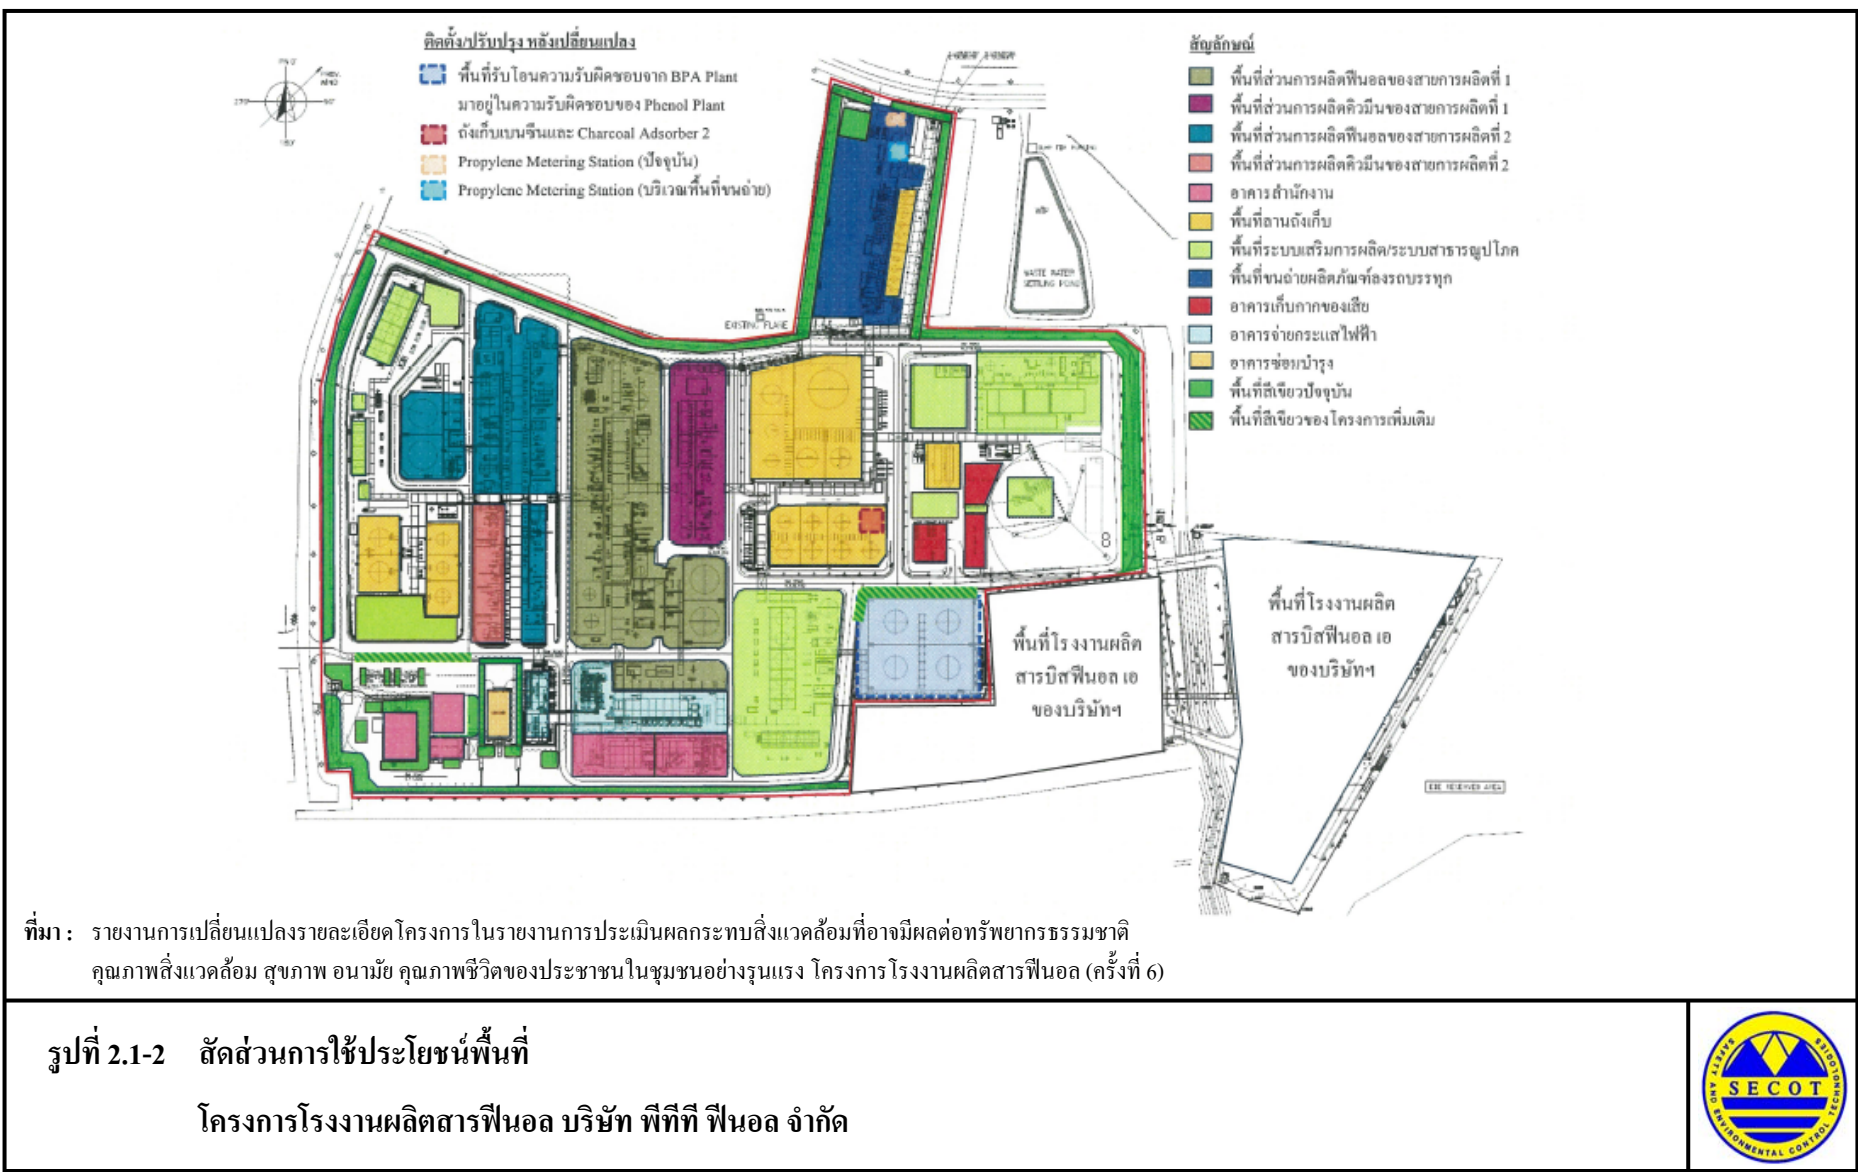 ติดตั้ง/ปรับปรุง หลังเปลี่ยนแปลง
พื้นที่รับโอนความรับผิดชอบจาก BPA Plant
มาอยู่ในความรับผิดชอบของ Phenol Plant
ถังเก็บเบนซีนและ Charcoal Adsorber 2
Propylene Metering Station (ปัจจุบัน)
Propylene Metering Station (บริเวณพื้นที่ขนถ่าย)
สัญลักษณ์
พื้นที่ส่วนการผลิตฟีนอลของสายการผลิตที่ 1
พื้นที่ส่วนการผลิตคิวมีนของสายการผลิตที่ 1
พื้นที่ส่วนการผลิตฟีนอลของสายการผลิตที่ 2
พื้นที่ส่วนการผลิตคิวมีนของสายการผลิตที่ 2
อาคารสำนักงาน
พื้นที่ลานถังเก็บ
พื้นที่ระบบเสริมการผลิต/ระบบสาธารณูปโภค
พื้นที่ขนถ่ายผลิตภัณฑ์ลงรถบรรทุก
อาคารเก็บกากของเสีย
อาคารจ่ายกระแสไฟฟ้า
อาคารซ่อมบำรุง
พื้นที่สีเขียวปัจจุบัน
พื้นที่สีเขียวของโครงการเพิ่มเติม
WASTE WATER
SETTLING POND
EXISTING FLARE
พื้นที่โรงงานผลิต
สารบิสฟีนอล เอ
ของบริษัทฯ
พื้นที่โรงงานผลิต
สารบิสฟีนอล เอ
ของบริษัทฯ
ที่มา : รายงานการเปลี่ยนแปลงรายละเอียดโครงการในรายงานการประเมินผลกระทบสิ่งแวดล้อมที่อาจมีผลต่อทรัพยากรธรรมชาติ
คุณภาพสิ่งแวดล้อม สุขภาพ อนามัย คุณภาพชีวิตของประชาชนในชุมชนอย่างรุนแรง โครงการโรงงานผลิตสารฟีนอล (ครั้งที่ 6)
รูปที่ 2.1-2 สัดส่วนการใช้ประโยชน์พื้นที่
โครงการโรงงานผลิตสารฟีนอล บริษัท พีทีที ฟีนอล จำกัด
SECOT
SAFETY AND ENVIRONMENTAL CONTROL TECHNOLOGIES